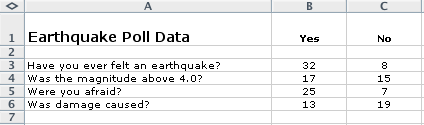 A B C
1 Earthquake Poll Data Yes No
2
3 Have you ever felt an earthquake? 32 8
4 Was the magnitude above 4.0? 17 15
5 Were you afraid? 25 7
6 Was damage caused? 13 19
7